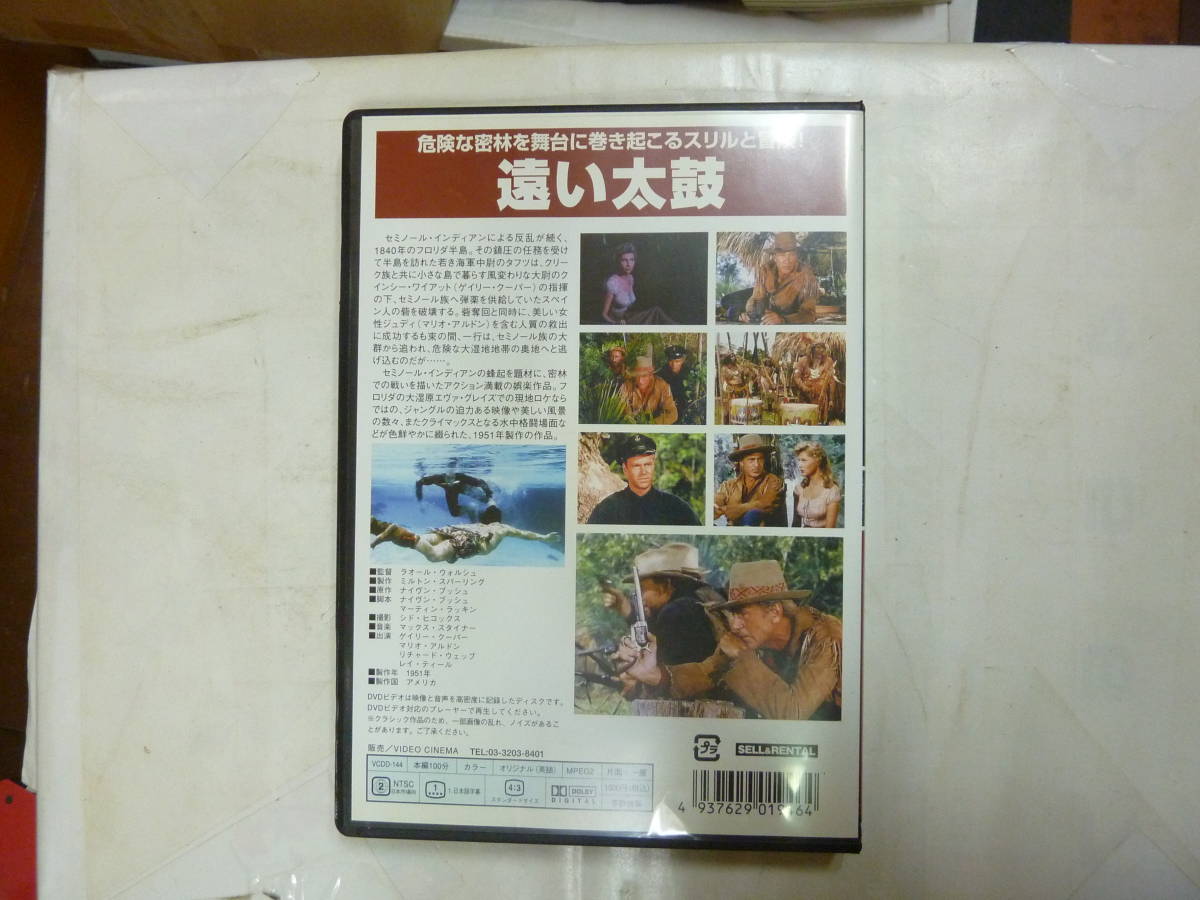 危険な密林を舞台に巻き起こるスリルと冒険!
遠い太鼓
セミノール・インディアンによる反乱が続く、
1840年のフロリダ半島。その鎮圧の任務を受け
て半島を訪れた若き海軍中尉のタフツは、クリー
ク族と共に小さな島で暮らす風変わりな大尉のク
インシー・ワイアット(ゲイリー・クーパー)の指揮
の下、セミノール族へ弾薬を供給していたスペイ
ン人の砦を破壊する。砦奪回と同時に、美しい女
性ジュディ(マリオ・アルドン)を含む人質の救出
に成功するも束の間、一行は、セミノール族の大
群から追われ、危険な大湿地地帯の奥地へと逃
げ込むのだが……。
セミノール・インディアンの蜂起を題材に、密林
での戦いを描いたアクション満載の娯楽作品。フ
ロリダの大湿原エヴァ・グレイズでの現地ロケなら
ではの、ジャングルの迫力ある映像や美しい風景
の数々、またクライマックスとなる水中格闘場面な
どが色鮮やかに綴られた、1951年製作の作品。
■監督 ラオール・ウォルシュ
■製作 ミルトン・スパーリング
■原作 ナイヴン・ブッシュ
■脚本 ナイヴン・ブッシュ
マーティン・ラッキン
■撮影 シド・ヒコックス
■音楽 マックス・スタイナー
■出演 ゲイリー・クーパー
マリオ・アルドン
リチャード・ウェッブ
レイ・ティール
■製作年 1951年
■製作国 アメリカ
DVDビデオは映像と音声を高密度に記録したディスクです。
DVDビデオ対応のプレーヤーで再生してください。
※クラシック作品のため、一部画像の乱れ、ノイズがあるこ
とがあります。ご了承ください。
販売/VIDEO CINEMA TEL:03-3203-8401
プラ
SELL&RENTAL
VCDD-144 本編100分 カラー オリジナル(英語) MPEG2 片面・一層
2 NTSC 日本市場向
1 1.日本語字幕
4:3 スタンダードサイズ
DOLBY DIGITAL
4 937629 019